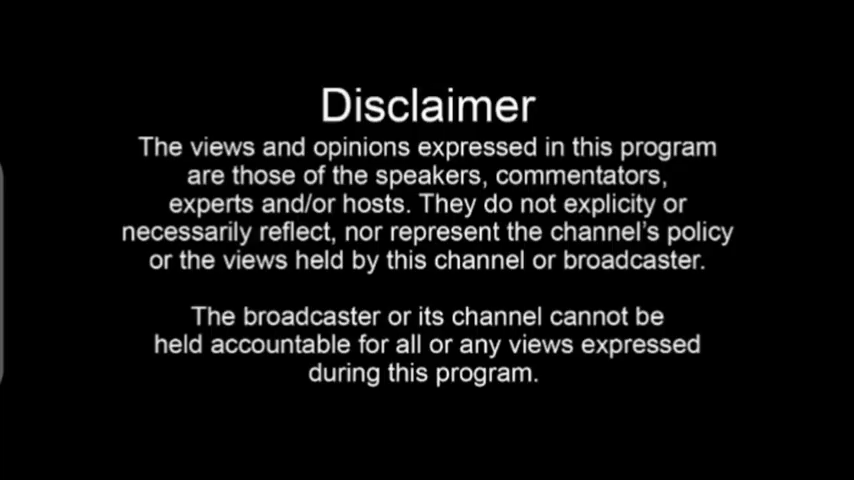 Disclaimer
The views and opinions expressed in this program
are those of the speakers, commentators,
experts and/or hosts. They do not explicity or
necessarily reflect, nor represent the channel's policy
or the views held by this channel or broadcaster.
The broadcaster or its channel cannot be
held accountable for all or any views expressed
during this program.